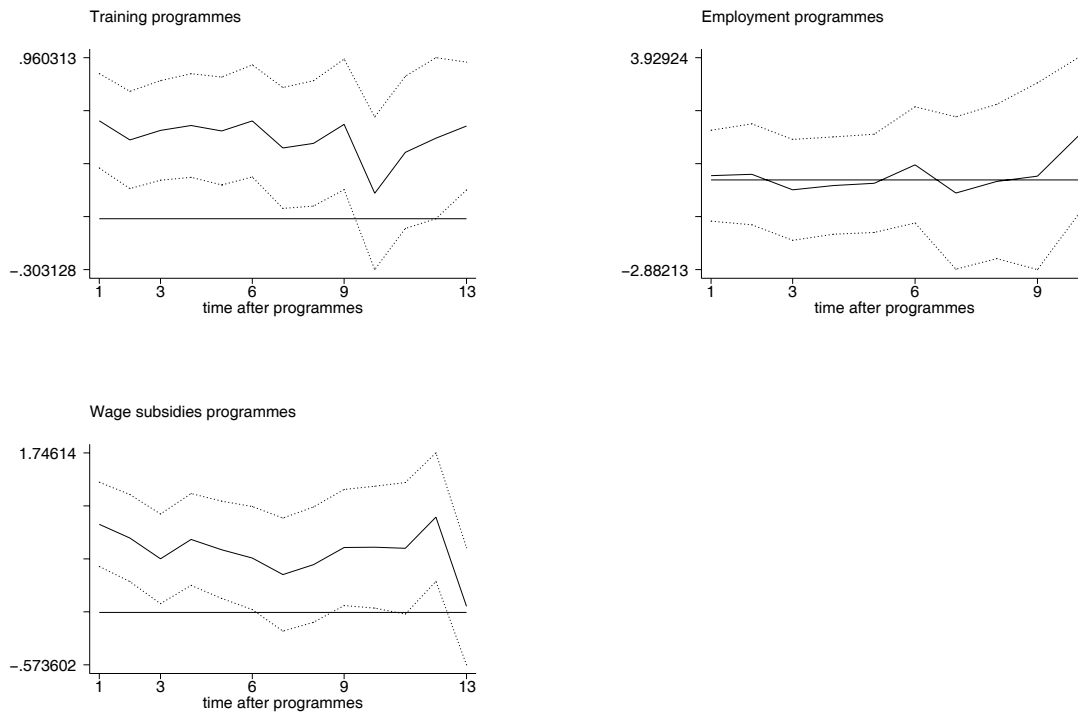 Training programmes
.960313
−.303128
1 3 6 9 13
time after programmes
Employment programmes
3.92924
−2.88213
1 3 6 9
time after programmes
Wage subsidies programmes
1.74614
−.573602
1 3 6 9 13
time after programmes